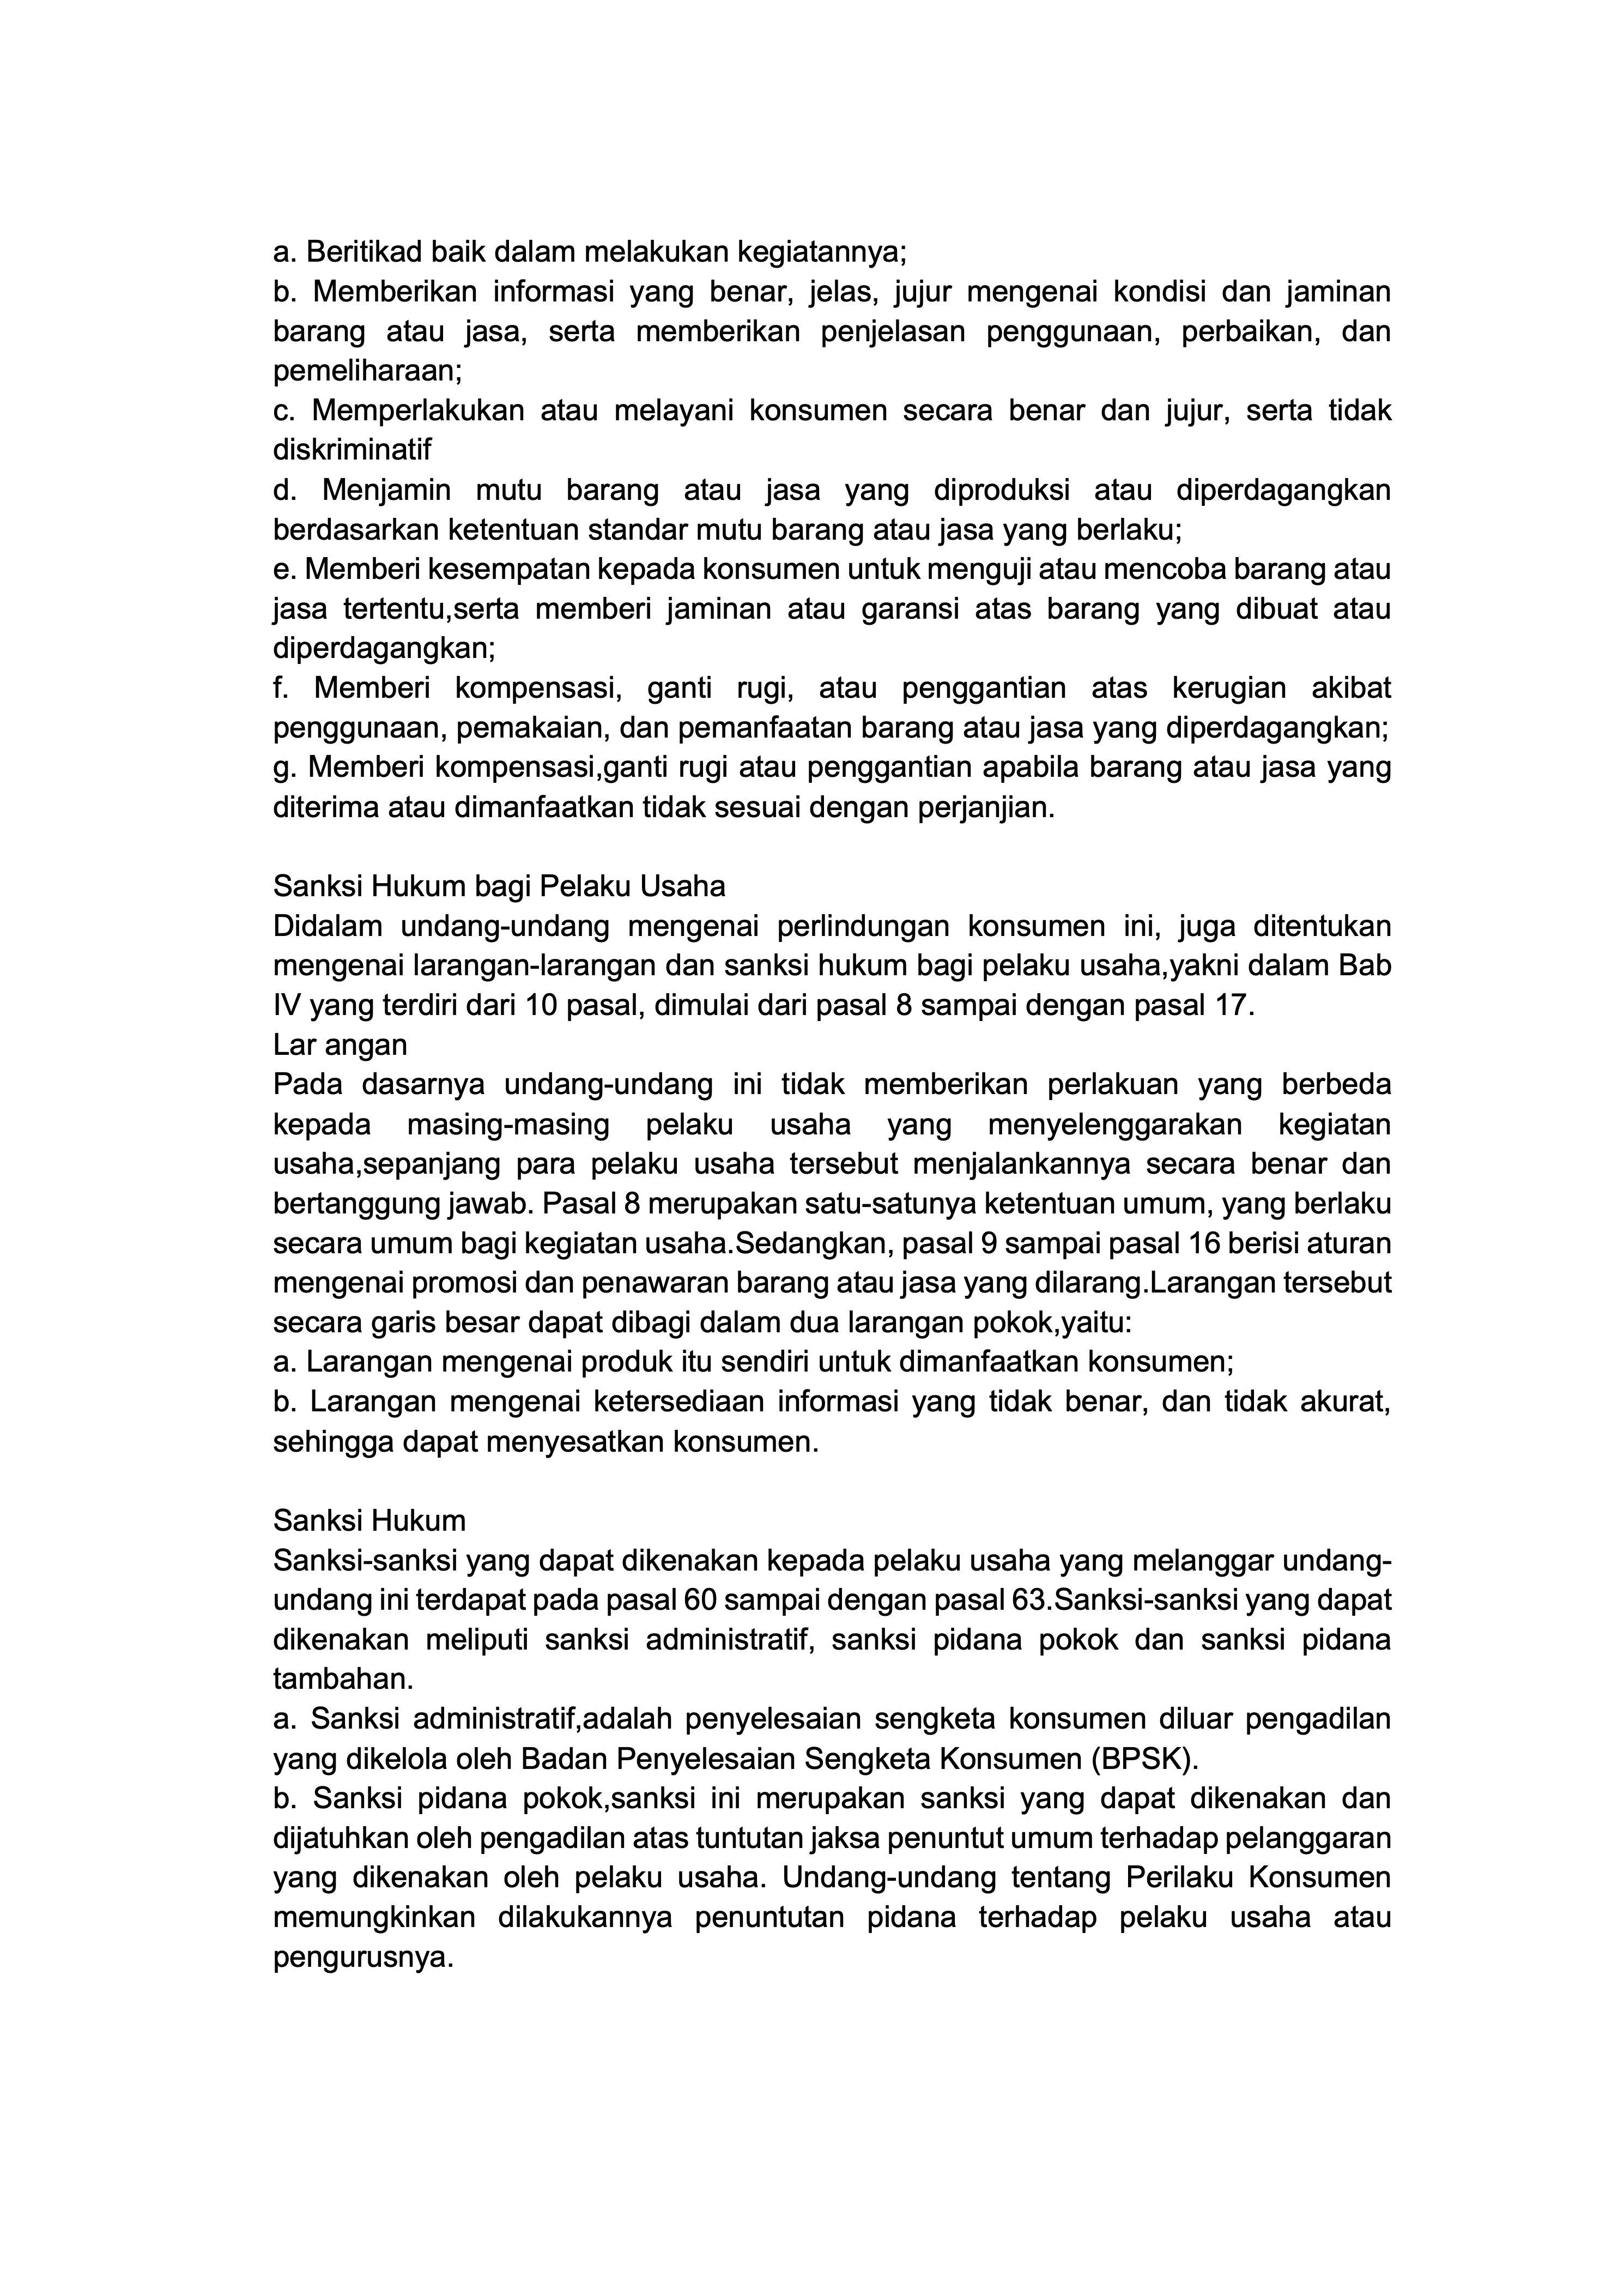 a. Beritikad baik dalam melakukan kegiatannya;
b. Memberikan informasi yang benar, jelas, jujur mengenai kondisi dan jaminan
barang atau jasa, serta memberikan penjelasan penggunaan, perbaikan, dan
pemeliharaan;
c. Memperlakukan atau melayani konsumen secara benar dan jujur, serta tidak
diskriminatif
d. Menjamin mutu barang atau jasa yang diproduksi atau diperdagangkan
berdasarkan ketentuan standar mutu barang atau jasa yang berlaku;
e. Memberi kesempatan kepada konsumen untuk menguji atau mencoba barang atau
jasa tertentu,serta memberi jaminan atau garansi atas barang yang dibuat atau
diperdagangkan;
f. Memberi kompensasi, ganti rugi, atau penggantian atas kerugian akibat
penggunaan, pemakaian, dan pemanfaatan barang atau jasa yang diperdagangkan;
g. Memberi kompensasi,ganti rugi atau penggantian apabila barang atau jasa yang
diterima atau dimanfaatkan tidak sesuai dengan perjanjian.
Sanksi Hukum bagi Pelaku Usaha
Didalam undang-undang mengenai perlindungan konsumen ini, juga ditentukan
mengenai larangan-larangan dan sanksi hukum bagi pelaku usaha,yakni dalam Bab
IV yang terdiri dari 10 pasal, dimulai dari pasal 8 sampai dengan pasal 17.
Lar angan
Pada dasarnya undang-undang ini tidak memberikan perlakuan yang berbeda
kepada masing-masing pelaku usaha yang menyelenggarakan kegiatan
usaha,sepanjang para pelaku usaha tersebut menjalankannya secara benar dan
bertanggung jawab. Pasal 8 merupakan satu-satunya ketentuan umum, yang berlaku
secara umum bagi kegiatan usaha.Sedangkan, pasal 9 sampai pasal 16 berisi aturan
mengenai promosi dan penawaran barang atau jasa yang dilarang.Larangan tersebut
secara garis besar dapat dibagi dalam dua larangan pokok,yaitu:
a. Larangan mengenai produk itu sendiri untuk dimanfaatkan konsumen;
b. Larangan mengenai ketersediaan informasi yang tidak benar, dan tidak akurat,
sehingga dapat menyesatkan konsumen.
Sanksi Hukum
Sanksi-sanksi yang dapat dikenakan kepada pelaku usaha yang melanggar undang-
undang ini terdapat pada pasal 60 sampai dengan pasal 63.Sanksi-sanksi yang dapat
dikenakan meliputi sanksi administratif, sanksi pidana pokok dan sanksi pidana
tambahan.
a. Sanksi administratif,adalah penyelesaian sengketa konsumen diluar pengadilan
yang dikelola oleh Badan Penyelesaian Sengketa Konsumen (BPSK).
b. Sanksi pidana pokok,sanksi ini merupakan sanksi yang dapat dikenakan dan
dijatuhkan oleh pengadilan atas tuntutan jaksa penuntut umum terhadap pelanggaran
yang dikenakan oleh pelaku usaha. Undang-undang tentang Perilaku Konsumen
memungkinkan dilakukannya penuntutan pidana terhadap pelaku usaha atau
pengurusnya.